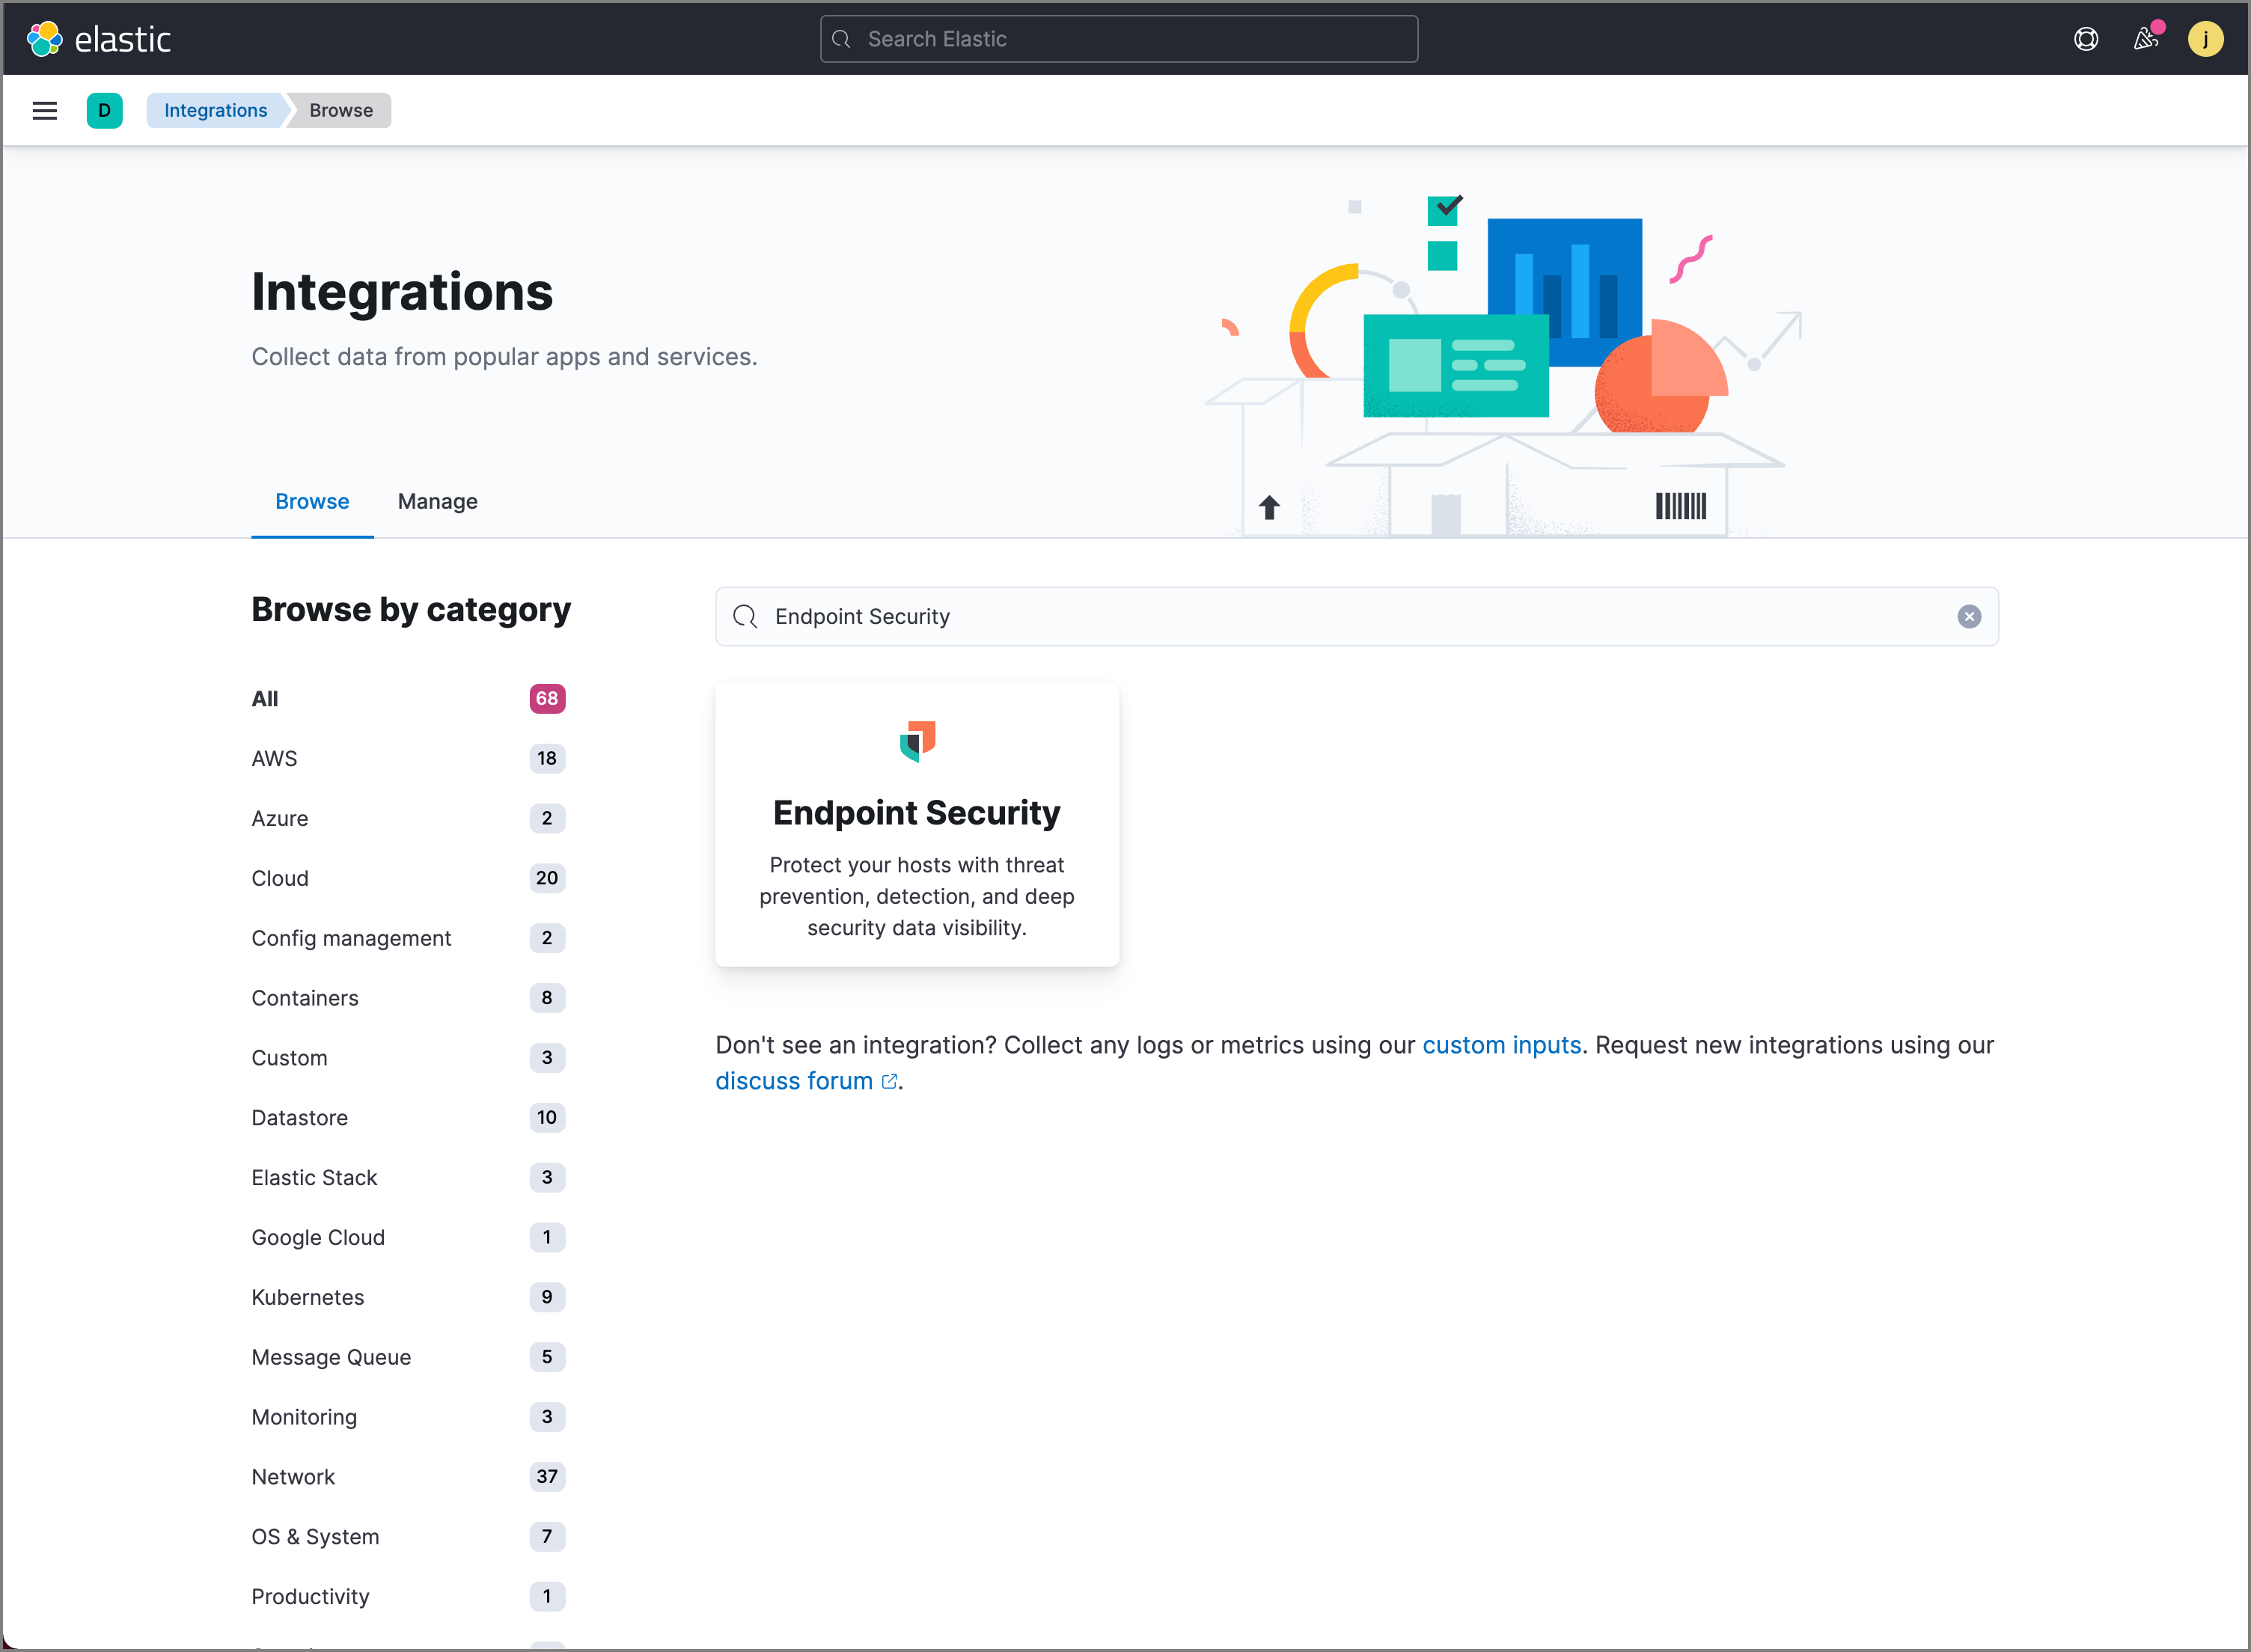 elastic
Search Elastic
j
D
Integrations
Browse
Integrations
Collect data from popular apps and services.
Browse
Manage
Browse by category
Endpoint Security
All 68
AWS 18
Azure 2
Cloud 20
Config management 2
Containers 8
Custom 3
Datastore 10
Elastic Stack 3
Google Cloud 1
Kubernetes 9
Message Queue 5
Monitoring 3
Network 37
OS & System 7
Productivity 1
Endpoint Security
Protect your hosts with threat
prevention, detection, and deep
security data visibility.
Don't see an integration? Collect any logs or metrics using our custom inputs. Request new integrations using our
discuss forum .